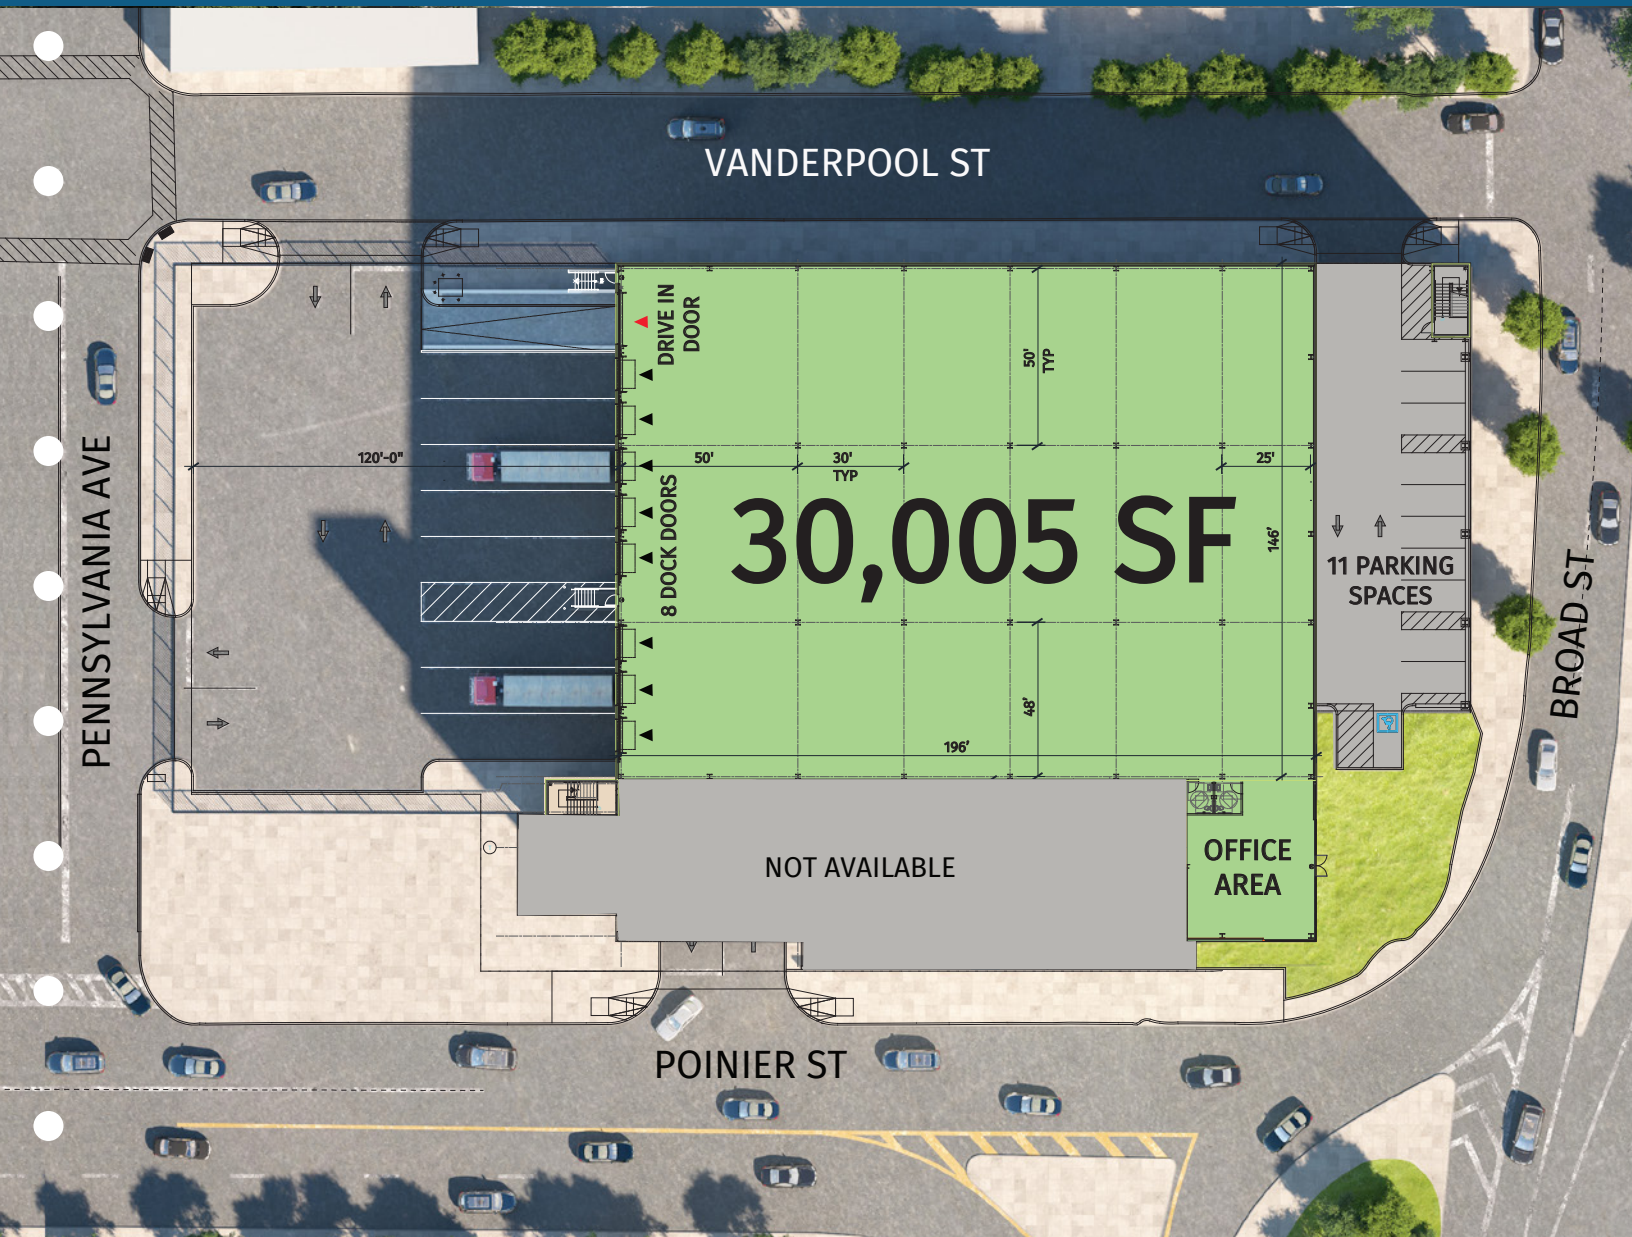 VANDERPOOL ST
DRIVE IN
DOOR
50'
TYP
120'-0"
50'
30'
TYP
25'
PENNSYLVANIA AVE
8 DOCK DOORS
30,005 SF
146'
11 PARKING
SPACES
BROAD ST
48'
196'
NOT AVAILABLE
OFFICE
AREA
POINIER ST